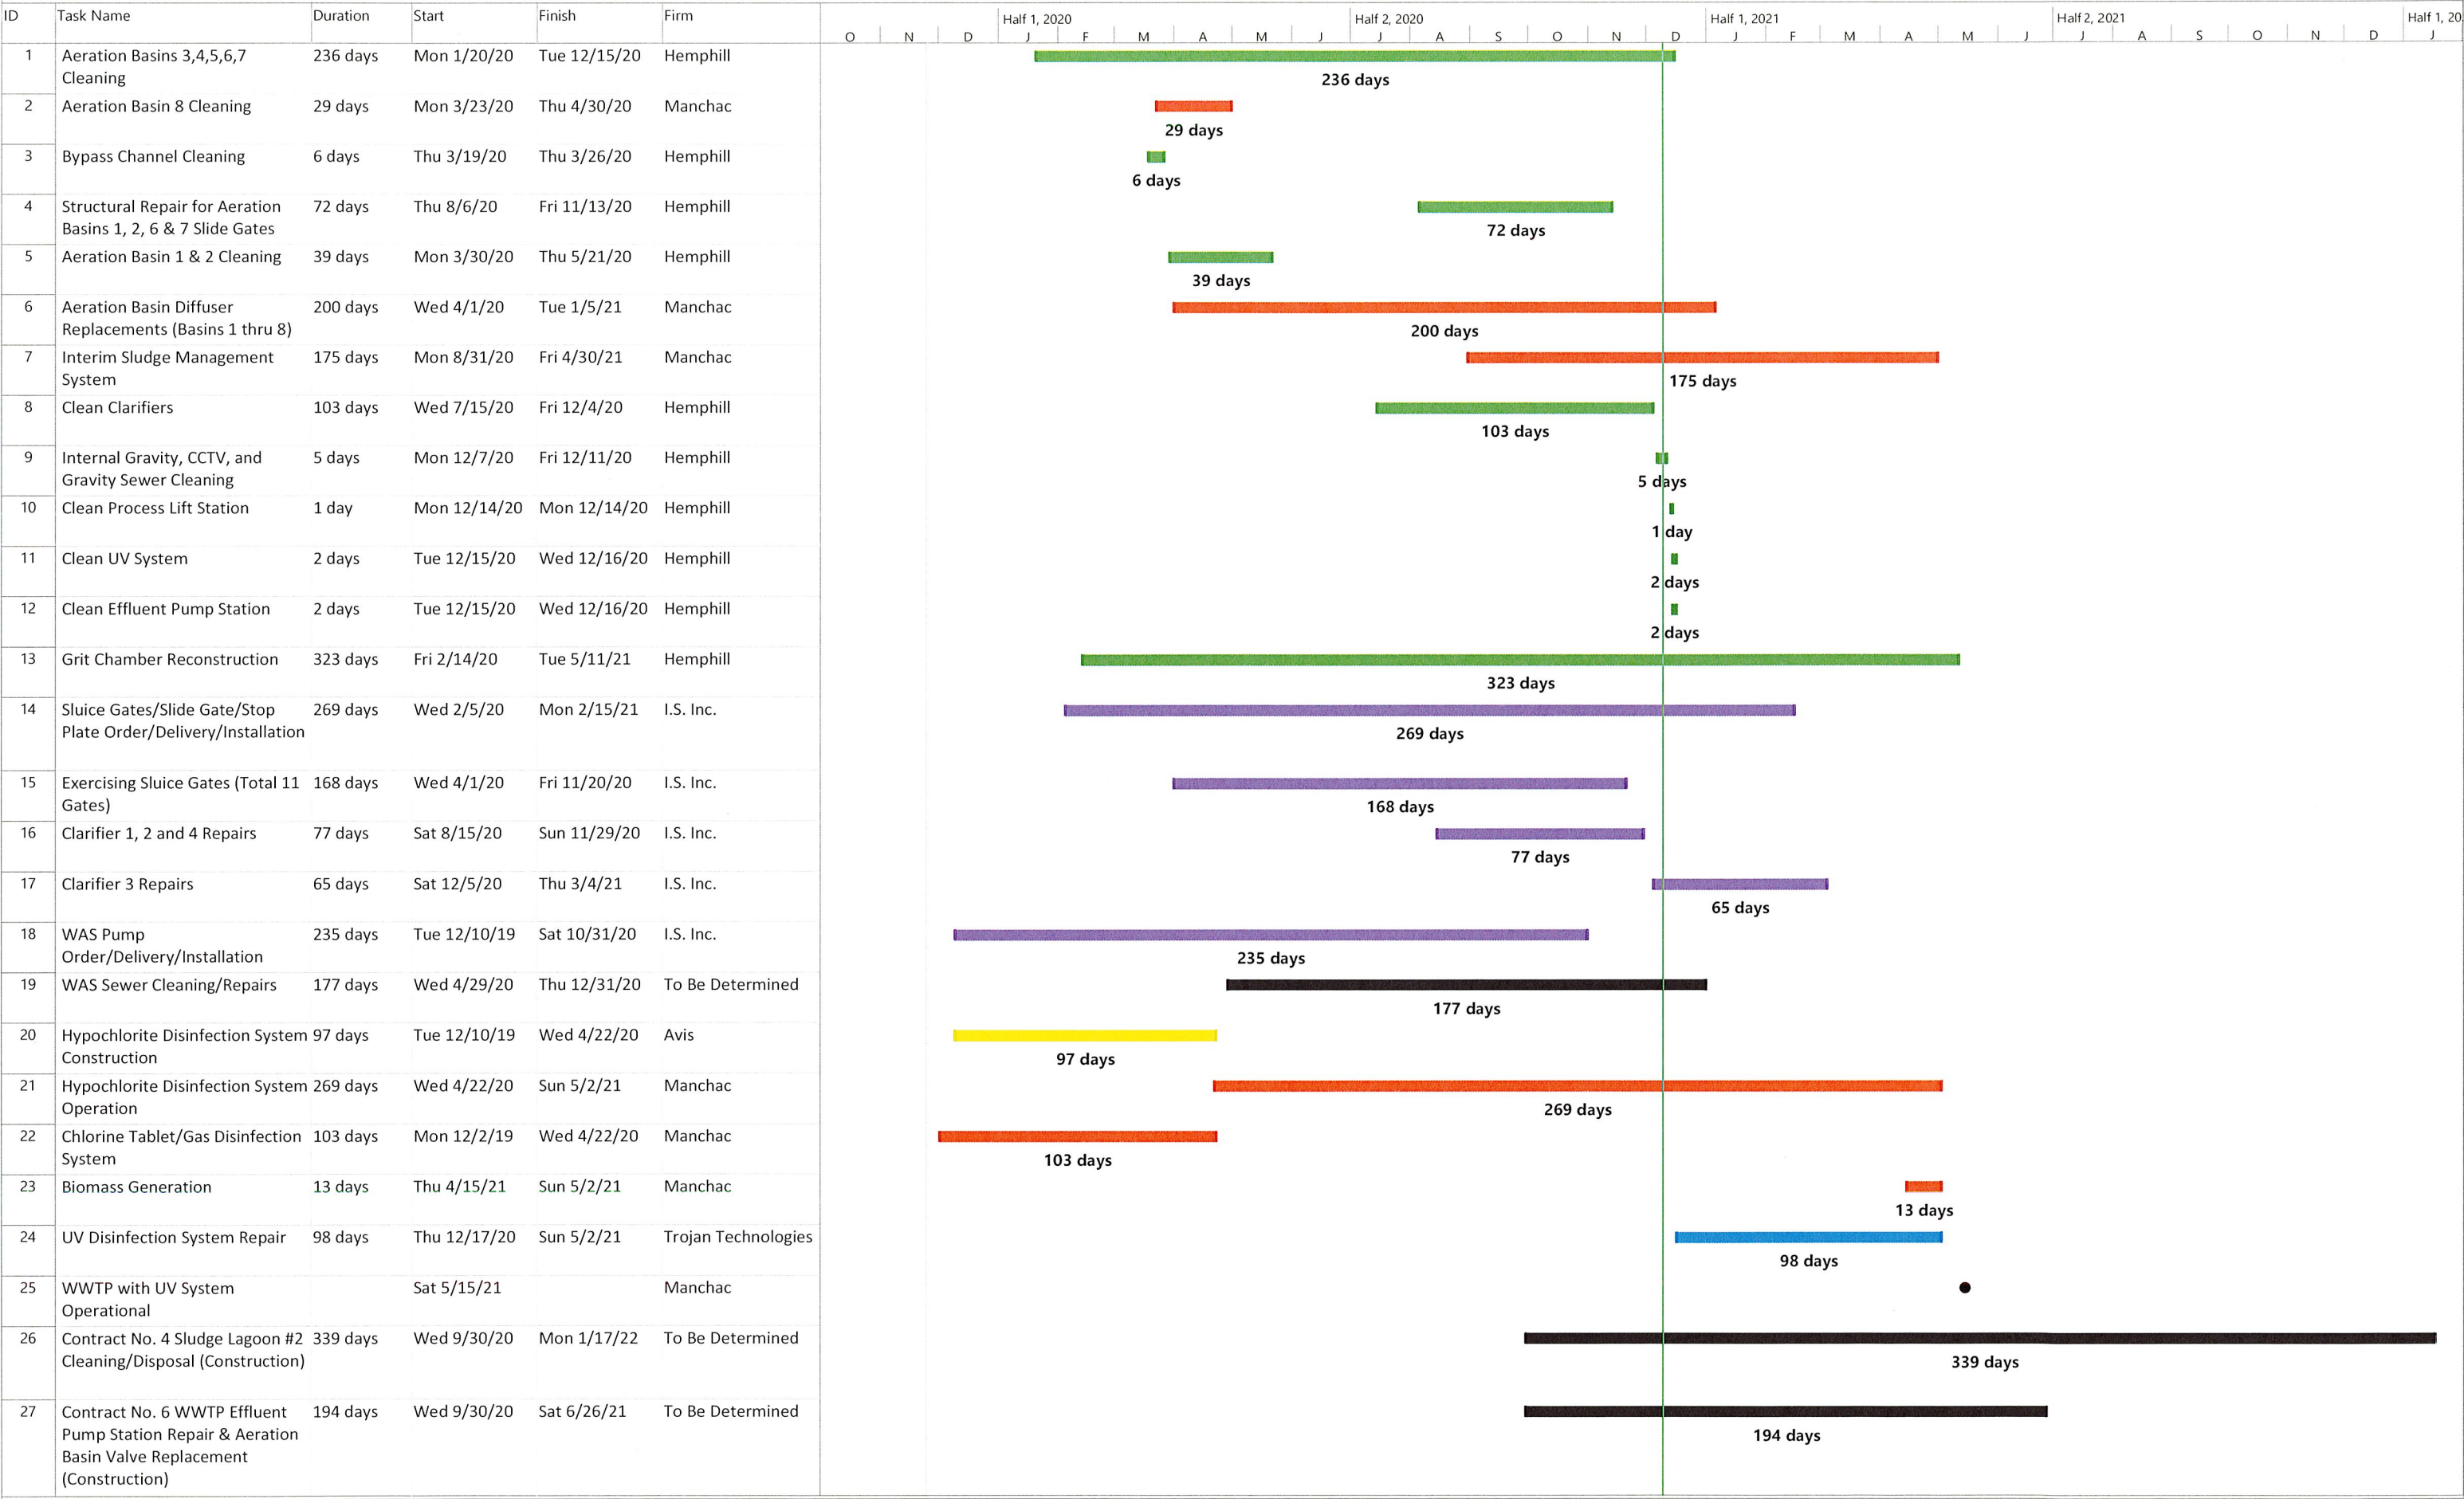 ID Task Name Duration Start Finish Firm
Half 1, 2020 Half 2, 2020 Half 1, 2021 Half 2, 2021 Half 1, 20
O N D J F M A M J J A S O N D J F M A M J J A S O N D J
1 Aeration Basins 3,4,5,6,7 236 days Mon 1/20/20 Tue 12/15/20 Hemphill
Cleaning
236 days
2 Aeration Basin 8 Cleaning 29 days Mon 3/23/20 Thu 4/30/20 Manchac
29 days
3 Bypass Channel Cleaning 6 days Thu 3/19/20 Thu 3/26/20 Hemphill
6 days
4 Structural Repair for Aeration 72 days Thu 8/6/20 Fri 11/13/20 Hemphill
Basins 1, 2, 6 & 7 Slide Gates
72 days
5 Aeration Basin 1 & 2 Cleaning 39 days Mon 3/30/20 Thu 5/21/20 Hemphill
39 days
6 Aeration Basin Diffuser 200 days Wed 4/1/20 Tue 1/5/21 Manchac
Replacements (Basins 1 thru 8)
200 days
7 Interim Sludge Management 175 days Mon 8/31/20 Fri 4/30/21 Manchac
System
175 days
8 Clean Clarifiers 103 days Wed 7/15/20 Fri 12/4/20 Hemphill
103 days
9 Internal Gravity, CCTV, and 5 days Mon 12/7/20 Fri 12/11/20 Hemphill
Gravity Sewer Cleaning
5 days
10 Clean Process Lift Station 1 day Mon 12/14/20 Mon 12/14/20 Hemphill
1 day
11 Clean UV System 2 days Tue 12/15/20 Wed 12/16/20 Hemphill
2 days
12 Clean Effluent Pump Station 2 days Tue 12/15/20 Wed 12/16/20 Hemphill
2 days
13 Grit Chamber Reconstruction 323 days Fri 2/14/20 Tue 5/11/21 Hemphill
323 days
14 Sluice Gates/Slide Gate/Stop 269 days Wed 2/5/20 Mon 2/15/21 I.S. Inc.
Plate Order/Delivery/Installation
269 days
15 Exercising Sluice Gates (Total 11 168 days Wed 4/1/20 Fri 11/20/20 I.S. Inc.
Gates)
168 days
16 Clarifier 1, 2 and 4 Repairs 77 days Sat 8/15/20 Sun 11/29/20 I.S. Inc.
77 days
17 Clarifier 3 Repairs 65 days Sat 12/5/20 Thu 3/4/21 I.S. Inc.
65 days
18 WAS Pump 235 days Tue 12/10/19 Sat 10/31/20 I.S. Inc.
Order/Delivery/Installation
235 days
19 WAS Sewer Cleaning/Repairs 177 days Wed 4/29/20 Thu 12/31/20 To Be Determined
177 days
20 Hypochlorite Disinfection System 97 days Tue 12/10/19 Wed 4/22/20 Avis
Construction
97 days
21 Hypochlorite Disinfection System 269 days Wed 4/22/20 Sun 5/2/21 Manchac
Operation
269 days
22 Chlorine Tablet/Gas Disinfection 103 days Mon 12/2/19 Wed 4/22/20 Manchac
System
103 days
23 Biomass Generation 13 days Thu 4/15/21 Sun 5/2/21 Manchac
13 days
24 UV Disinfection System Repair 98 days Thu 12/17/20 Sun 5/2/21 Trojan Technologies
98 days
25 WWTP with UV System Sat 5/15/21 Manchac
Operational
26 Contract No. 4 Sludge Lagoon #2 339 days Wed 9/30/20 Mon 1/17/22 To Be Determined
Cleaning/Disposal (Construction)
339 days
27 Contract No. 6 WWTP Effluent 194 days Wed 9/30/20 Sat 6/26/21 To Be Determined
Pump Station Repair & Aeration
194 days
Basin Valve Replacement
(Construction)